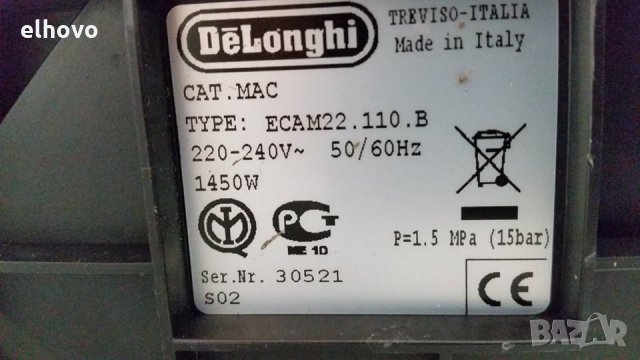 elhovo
DeLonghi
TREVISO-ITALIA
Made in Italy
CAT.MAC
TYPE: ECAM22.110.B
220-240V~ 50/60Hz
1450W
PCT
ME 10
P=1.5 MPa (15bar)
Ser.Nr. 30521
S02
CE
BAZAR